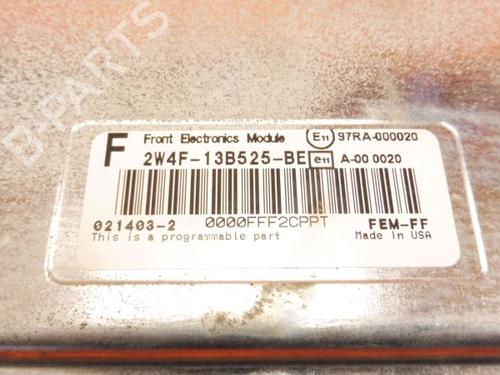 B-PARTS
F Front Electronics Module E11 97RA-000020
2W4F-13B525-BE e11 A-00 0020
021403-2 0000FFF2CPPT FEM-FF
This is a programmable part Made In USA